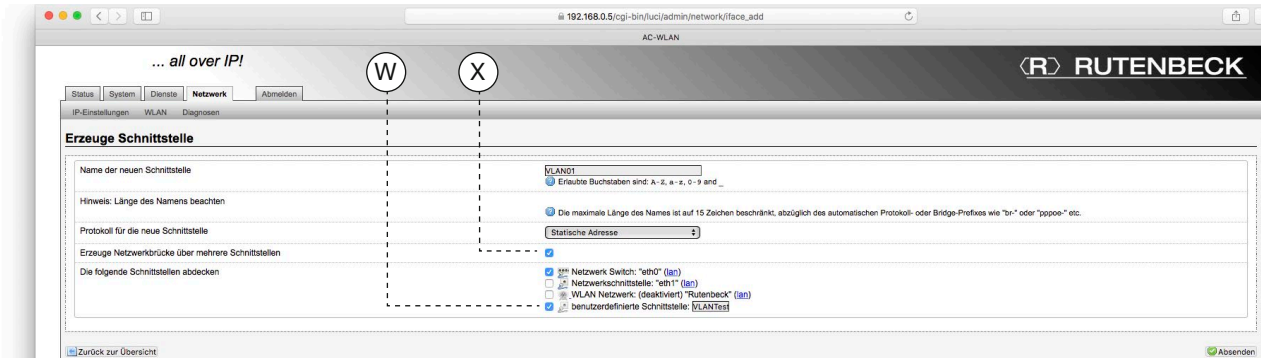 192.168.0.5/cgi-bin/luci/admin/network/iface_add
AC-WLAN
... all over IP!
W
X
⟨R⟩ RUTENBECK
Status System Dienste Netzwerk Abmelden
IP-Einstellungen WLAN Diagnosen
Erzeuge Schnittstelle
Name der neuen Schnittstelle
VLAN01
Erlaubte Buchstaben sind: A-Z, a-z, 0-9 and _
Hinweis: Länge des Namens beachten
Die maximale Länge des Names ist auf 15 Zeichen beschränkt, abzüglich des automatischen Protokoll- oder Bridge-Prefixes wie "br-" oder "pppoe-" etc.
Protokoll für die neue Schnittstelle
Statische Adresse
Erzeuge Netzwerkbrücke über mehrere Schnittstellen
Die folgende Schnittstellen abdecken
Netzwerk Switch: "eth0" (lan)
Netzwerkschnittstelle: "eth1" (lan)
WLAN Netzwerk: (deaktiviert) "Rutenbeck" (lan)
benutzerdefinierte Schnittstelle: VLANTest
Zurück zur Übersicht
Absenden